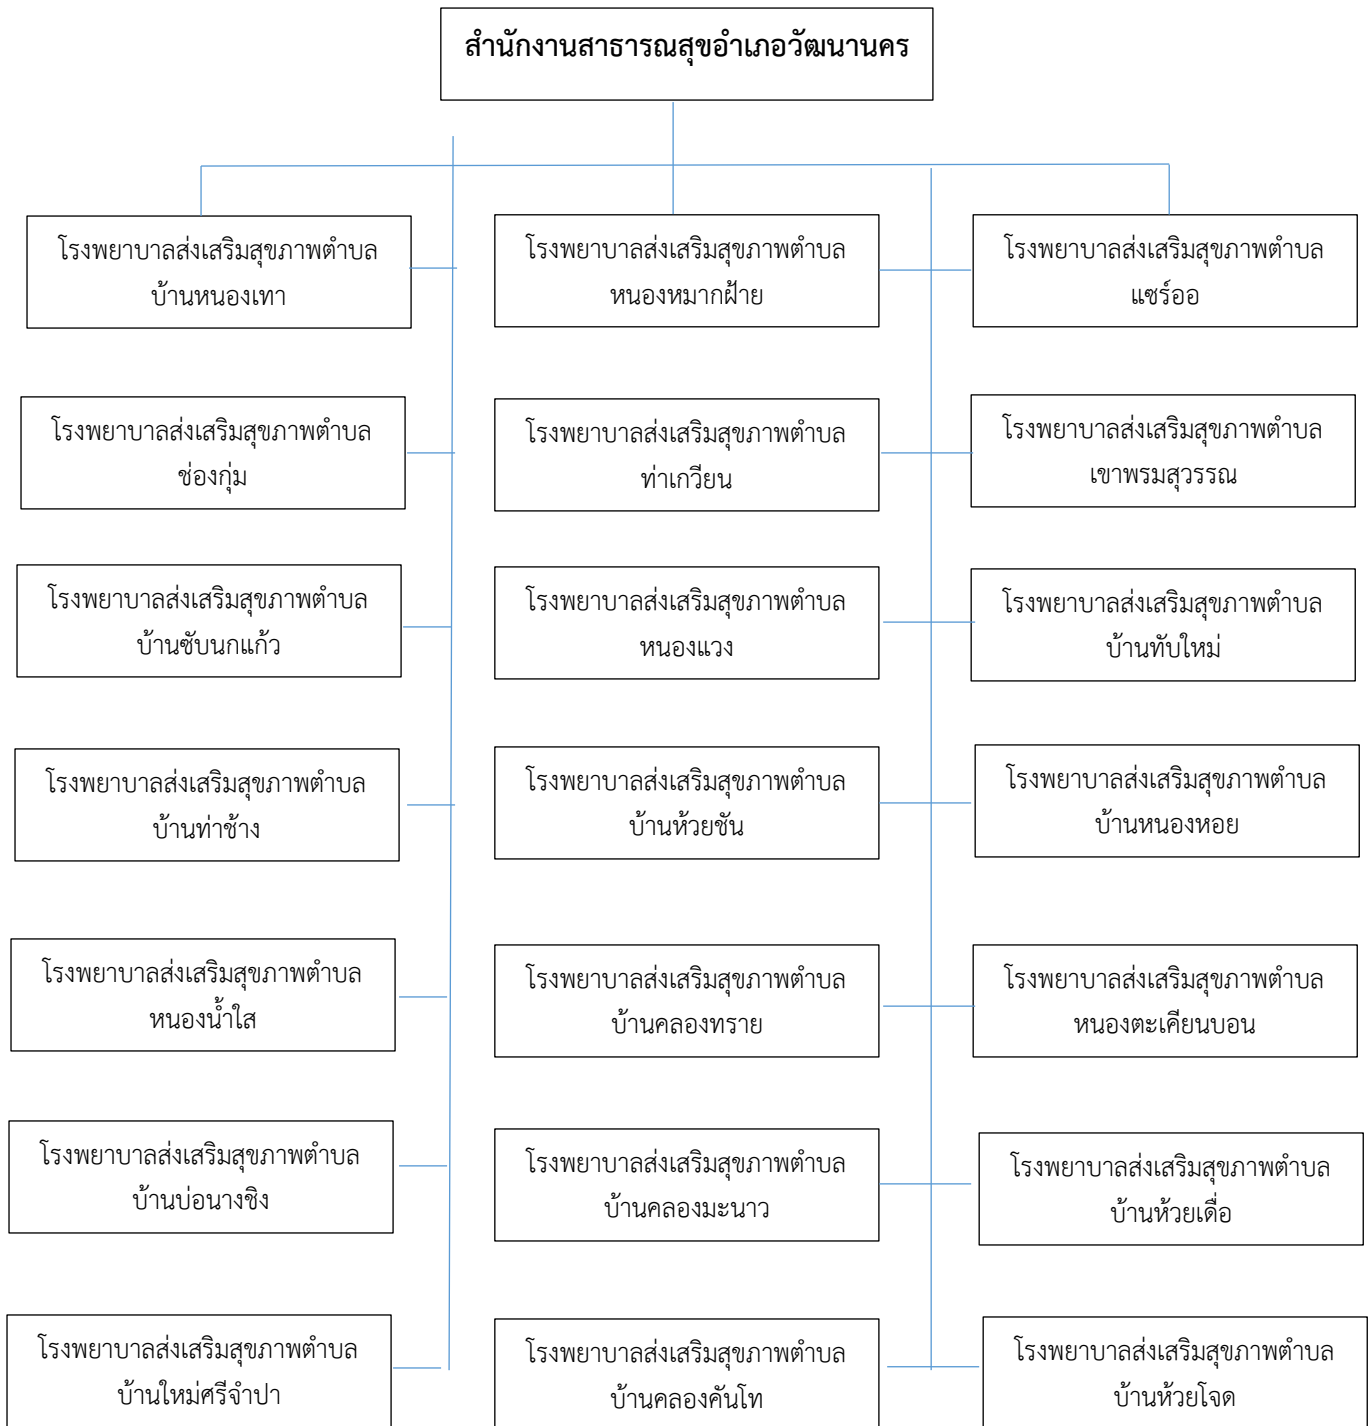 สำนักงานสาธารณสุขอำเภอวัฒนานคร
โรงพยาบาลส่งเสริมสุขภาพตำบล
บ้านหนองเทา
โรงพยาบาลส่งเสริมสุขภาพตำบล
หนองหมากฝ้าย
โรงพยาบาลส่งเสริมสุขภาพตำบล
แซร์ออ
โรงพยาบาลส่งเสริมสุขภาพตำบล
ช่องกุ่ม
โรงพยาบาลส่งเสริมสุขภาพตำบล
ท่าเกวียน
โรงพยาบาลส่งเสริมสุขภาพตำบล
เขาพรมสุวรรณ
โรงพยาบาลส่งเสริมสุขภาพตำบล
บ้านซับนกแก้ว
โรงพยาบาลส่งเสริมสุขภาพตำบล
หนองแวง
โรงพยาบาลส่งเสริมสุขภาพตำบล
บ้านทับใหม่
โรงพยาบาลส่งเสริมสุขภาพตำบล
บ้านท่าช้าง
โรงพยาบาลส่งเสริมสุขภาพตำบล
บ้านห้วยชัน
โรงพยาบาลส่งเสริมสุขภาพตำบล
บ้านหนองหอย
โรงพยาบาลส่งเสริมสุขภาพตำบล
หนองน้ำใส
โรงพยาบาลส่งเสริมสุขภาพตำบล
บ้านคลองทราย
โรงพยาบาลส่งเสริมสุขภาพตำบล
หนองตะเคียนบอน
โรงพยาบาลส่งเสริมสุขภาพตำบล
บ้านบ่อนางชิง
โรงพยาบาลส่งเสริมสุขภาพตำบล
บ้านคลองมะนาว
โรงพยาบาลส่งเสริมสุขภาพตำบล
บ้านห้วยเดื่อ
โรงพยาบาลส่งเสริมสุขภาพตำบล
บ้านใหม่ศรีจำปา
โรงพยาบาลส่งเสริมสุขภาพตำบล
บ้านคลองคันโท
โรงพยาบาลส่งเสริมสุขภาพตำบล
บ้านห้วยโจด